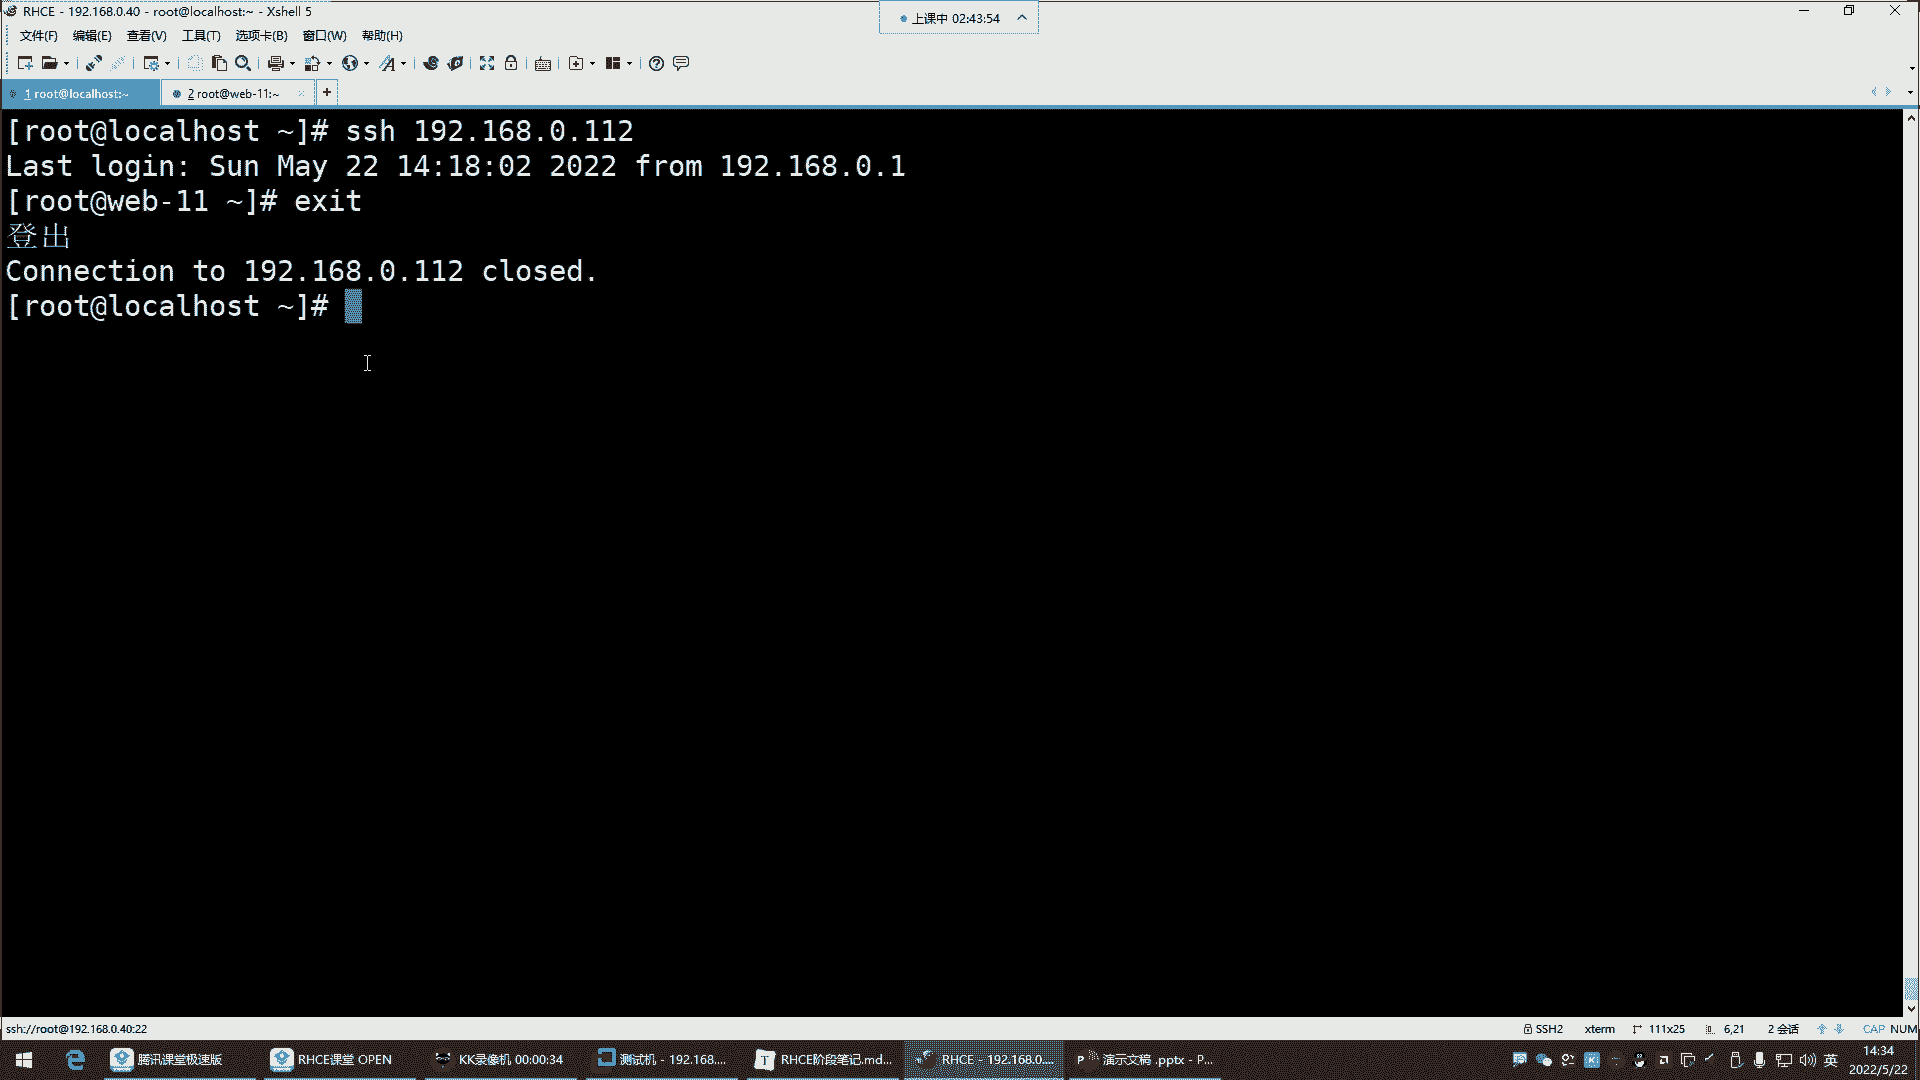 RHCE - 192.168.0.40 - root@localhost:~ - Xshell 5
上课中 02:43:54
文件(F) 编辑(E) 查看(V) 工具(T) 选项卡(B) 窗口(W) 帮助(H)
1 root@localhost:~ 2 root@web-11:~ × +
[root@localhost ~]# ssh 192.168.0.112
Last login: Sun May 22 14:18:02 2022 from 192.168.0.1
[root@web-11 ~]# exit
登出
Connection to 192.168.0.112 closed.
[root@localhost ~]#
ssh://root@192.168.0.40:22 SSH2 xterm 111x25 6,21 2 会话 CAP NUM
腾讯课堂极速版 RHCE课堂 OPEN KK录像机 00:00:34 测试机 - 192.168.... RHCE阶段笔记.md... RHCE - 192.168.0.... 演示文稿 .pptx - P... 英 14:34
2022/5/22